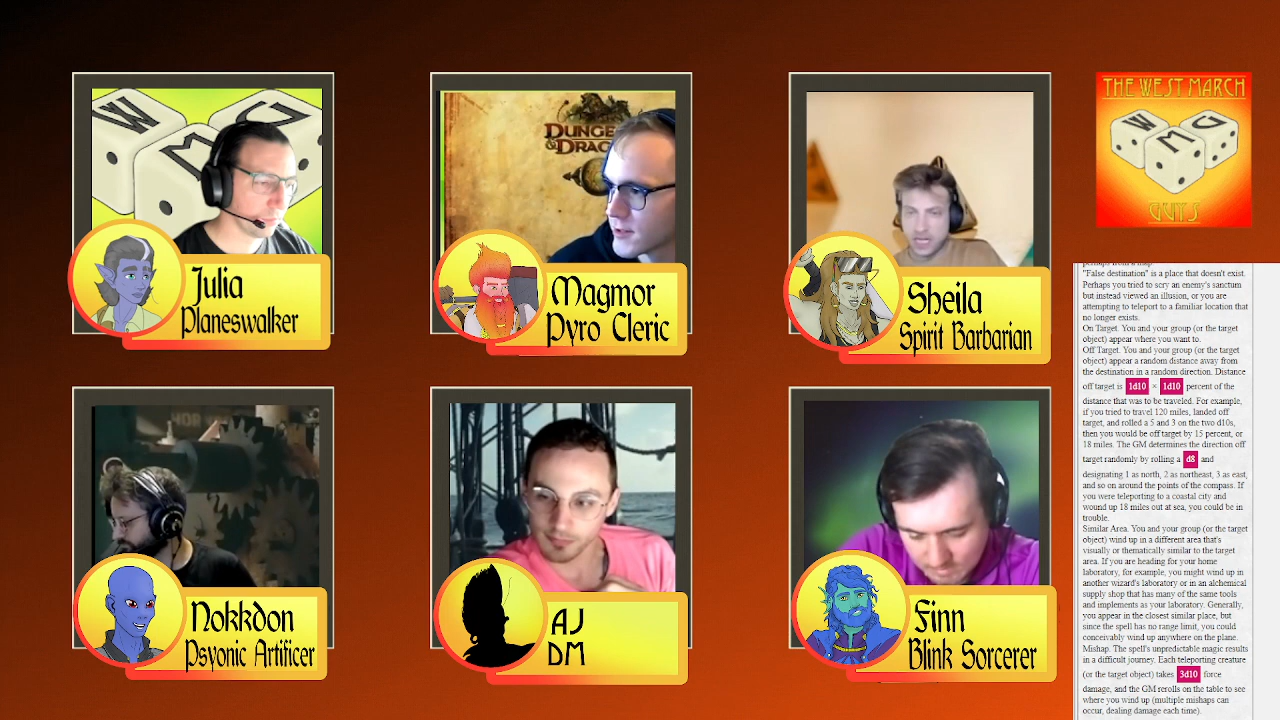 W
M
G
DUNGE
& DRAG
THE WEST MARCH
W
M
G
GUYS
Julia
Planeswalker
Magmor
Pyro Cleric
Sheila
Spirit Barbarian
Nokkdon
Psyonic Artificer
AJ
DM
Finn
Blink Sorcerer
perhaps from a map.
"False destination" is a place that doesn't exist.
Perhaps you tried to scry an enemy's sanctum
but instead viewed an illusion, or you are
attempting to teleport to a familiar location that
no longer exists.
On Target. You and your group (or the target
object) appear where you want to.
Off Target. You and your group (or the target
object) appear a random distance away from
the destination in a random direction. Distance
off target is 1d10 × 1d10 percent of the
distance that was to be traveled. For example,
if you tried to travel 120 miles, landed off
target, and rolled a 5 and 3 on the two d10s,
then you would be off target by 15 percent, or
18 miles. The GM determines the direction off
target randomly by rolling a d8 and
designating 1 as north, 2 as northeast, 3 as east,
and so on around the points of the compass. If
you were teleporting to a coastal city and
wound up 18 miles out at sea, you could be in
trouble.
Similar Area. You and your group (or the target
object) wind up in a different area that's
visually or thematically similar to the target
area. If you are heading for your home
laboratory, for example, you might wind up in
another wizard's laboratory or in an alchemical
supply shop that has many of the same tools
and implements as your laboratory. Generally,
you appear in the closest similar place, but
since the spell has no range limit, you could
conceivably wind up anywhere on the plane.
Mishap. The spell's unpredictable magic results
in a difficult journey. Each teleporting creature
(or the target object) takes 3d10 force
damage, and the GM rerolls on the table to see
where you wind up (multiple mishaps can
occur, dealing damage each time).